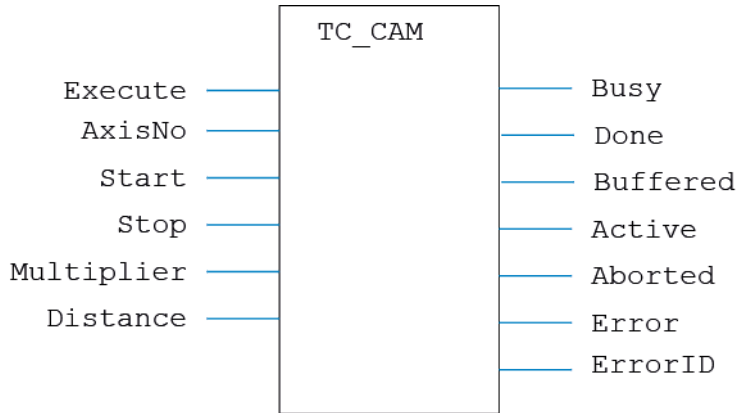 TC_CAM
Execute
AxisNo
Start
Stop
Multiplier
Distance
Busy
Done
Buffered
Active
Aborted
Error
ErrorID